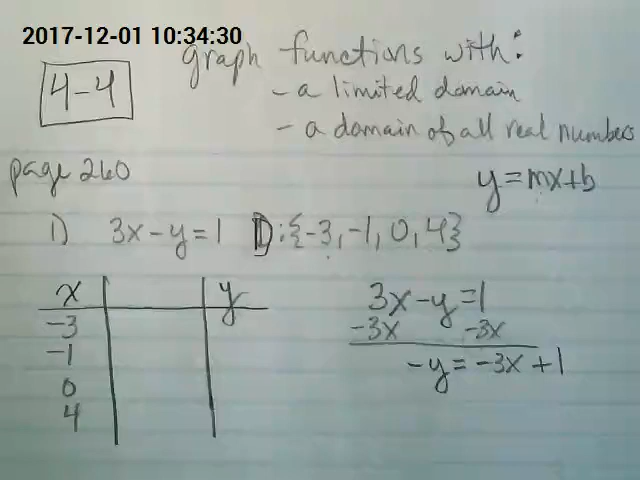 2017-12-01 10:34:30
graph functions with:
4-4
- a limited domain
- a domain of all real numbers
page 260
y=mx+b
1) 3x-y=1 D:{-3,-1,0,4}
x y
-3
-1
0
4
3x-y=1
-3x -3x
-y=-3x+1